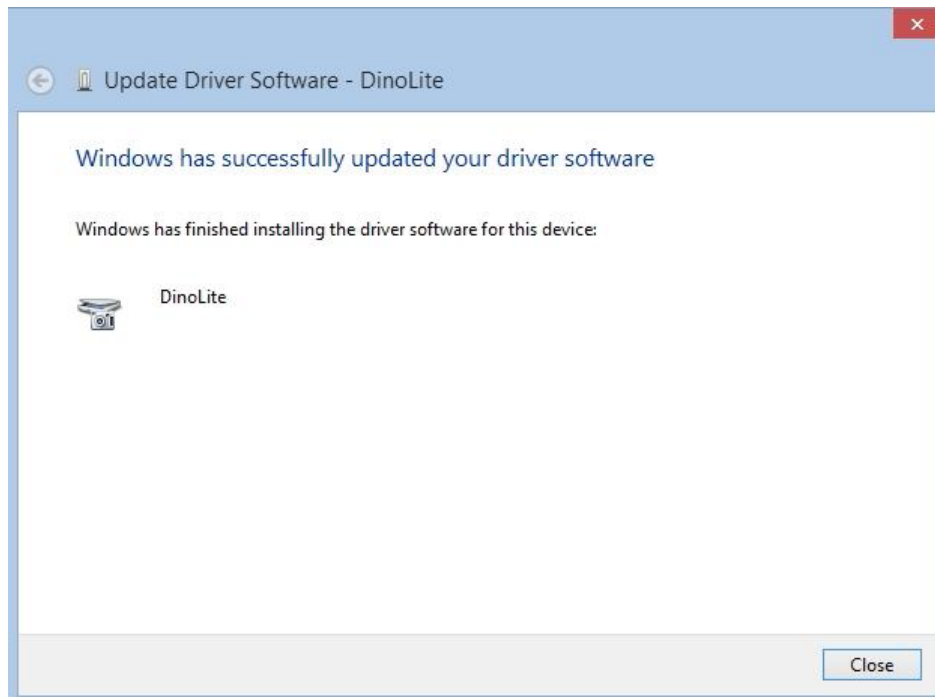 Update Driver Software - DinoLite
Windows has successfully updated your driver software
Windows has finished installing the driver software for this device:
DinoLite
Close